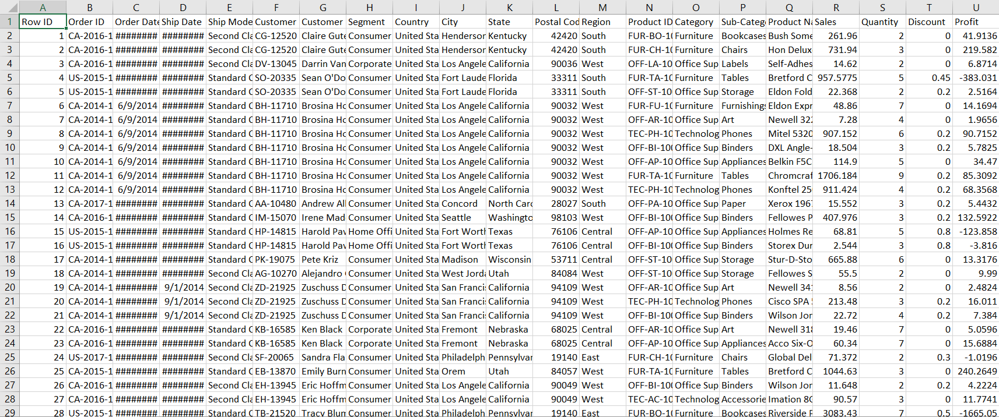 A B C D E F G H I J K L M N O P Q R S T U
1 Row ID Order ID Order Date Ship Date Ship Mode Customer Customer Segment Country City State Postal Cod Region Product ID Category Sub-Categ Product Na Sales Quantity Discount Profit
2 1 CA-2016-1 ######## ######## Second Cla CG-12520 Claire Gute Consumer United Sta Henderson Kentucky 42420 South FUR-BO-10 Furniture Bookcases Bush Some 261.96 2 0 41.9136
3 2 CA-2016-1 ######## ######## Second Cla CG-12520 Claire Gute Consumer United Sta Henderson Kentucky 42420 South FUR-CH-10 Furniture Chairs Hon Delux 731.94 3 0 219.582
4 3 CA-2016-1 ######## ######## Second Cla DV-13045 Darrin Van Corporate United Sta Los Angele California 90036 West OFF-LA-10 Office Sup Labels Self-Adhes 14.62 2 0 6.8714
5 4 US-2015-1 ######## ######## Standard C SO-20335 Sean O'Do Consumer United Sta Fort Laude Florida 33311 South FUR-TA-10 Furniture Tables Bretford C 957.5775 5 0.45 -383.031
6 5 US-2015-1 ######## ######## Standard C SO-20335 Sean O'Do Consumer United Sta Fort Laude Florida 33311 South OFF-ST-10 Office Sup Storage Eldon Fold 22.368 2 0.2 2.5164
7 6 CA-2014-1 6/9/2014 ######## Standard C BH-11710 Brosina Ho Consumer United Sta Los Angele California 90032 West FUR-FU-10 Furniture Furnishings Eldon Expr 48.86 7 0 14.1694
8 7 CA-2014-1 6/9/2014 ######## Standard C BH-11710 Brosina Ho Consumer United Sta Los Angele California 90032 West OFF-AR-10 Office Sup Art Newell 322 7.28 4 0 1.9656
9 8 CA-2014-1 6/9/2014 ######## Standard C BH-11710 Brosina Ho Consumer United Sta Los Angele California 90032 West TEC-PH-10 Technolog Phones Mitel 5320 907.152 6 0.2 90.7152
10 9 CA-2014-1 6/9/2014 ######## Standard C BH-11710 Brosina Ho Consumer United Sta Los Angele California 90032 West OFF-BI-100 Office Sup Binders DXL Angle- 18.504 3 0.2 5.7825
11 10 CA-2014-1 6/9/2014 ######## Standard C BH-11710 Brosina Ho Consumer United Sta Los Angele California 90032 West OFF-AP-10 Office Sup Appliances Belkin F5C 114.9 5 0 34.47
12 11 CA-2014-1 6/9/2014 ######## Standard C BH-11710 Brosina Ho Consumer United Sta Los Angele California 90032 West FUR-TA-10 Furniture Tables Chromcraf 1706.184 9 0.2 85.3092
13 12 CA-2014-1 6/9/2014 ######## Standard C BH-11710 Brosina Ho Consumer United Sta Los Angele California 90032 West TEC-PH-10 Technolog Phones Konftel 25 911.424 4 0.2 68.3568
14 13 CA-2017-1 ######## ######## Standard C AA-10480 Andrew All Consumer United Sta Concord North Caro 28027 South OFF-PA-10 Office Sup Paper Xerox 1967 15.552 3 0.2 5.4432
15 14 CA-2016-1 ######## ######## Standard C IM-15070 Irene Mad Consumer United Sta Seattle Washingto 98103 West OFF-BI-100 Office Sup Binders Fellowes P 407.976 3 0.2 132.5922
16 15 US-2015-1 ######## ######## Standard C HP-14815 Harold Pav Home Offi United Sta Fort Worth Texas 76106 Central OFF-AP-10 Office Sup Appliances Holmes Re 68.81 5 0.8 -123.858
17 16 US-2015-1 ######## ######## Standard C HP-14815 Harold Pav Home Offi United Sta Fort Worth Texas 76106 Central OFF-BI-100 Office Sup Binders Storex Dur 2.544 3 0.8 -3.816
18 17 CA-2014-1 ######## ######## Standard C PK-19075 Pete Kriz Consumer United Sta Madison Wisconsin 53711 Central OFF-ST-10 Office Sup Storage Stur-D-Sto 665.88 6 0 13.3176
19 18 CA-2014-1 ######## ######## Second Cla AG-10270 Alejandro Consumer United Sta West Jorda Utah 84084 West OFF-ST-10 Office Sup Storage Fellowes S 55.5 2 0 9.99
20 19 CA-2014-1 ######## 9/1/2014 Second Cla ZD-21925 Zuschuss D Consumer United Sta San Franci California 94109 West OFF-AR-10 Office Sup Art Newell 341 8.56 2 0 2.4824
21 20 CA-2014-1 ######## 9/1/2014 Second Cla ZD-21925 Zuschuss D Consumer United Sta San Franci California 94109 West TEC-PH-10 Technolog Phones Cisco SPA 213.48 3 0.2 16.011
22 21 CA-2014-1 ######## 9/1/2014 Second Cla ZD-21925 Zuschuss D Consumer United Sta San Franci California 94109 West OFF-BI-100 Office Sup Binders Wilson Jon 22.72 4 0.2 7.384
23 22 CA-2016-1 ######## ######## Standard C KB-16585 Ken Black Corporate United Sta Fremont Nebraska 68025 Central OFF-AR-10 Office Sup Art Newell 318 19.46 7 0 5.0596
24 23 CA-2016-1 ######## ######## Standard C KB-16585 Ken Black Corporate United Sta Fremont Nebraska 68025 Central OFF-AP-10 Office Sup Appliances Acco Six-O 60.34 7 0 15.6884
25 24 US-2017-1 ######## ######## Second Cla SF-20065 Sandra Fla Consumer United Sta Philadelph Pennsylvan 19140 East FUR-CH-10 Furniture Chairs Global Del 71.372 2 0.3 -1.0196
26 25 CA-2015-1 ######## ######## Standard C EB-13870 Emily Burn Consumer United Sta Orem Utah 84057 West FUR-TA-10 Furniture Tables Bretford C 1044.63 3 0 240.2649
27 26 CA-2016-1 ######## ######## Second Cla EH-13945 Eric Hoffm Consumer United Sta Los Angele California 90049 West OFF-BI-100 Office Sup Binders Wilson Jon 11.648 2 0.2 4.2224
28 27 CA-2016-1 ######## ######## Second Cla EH-13945 Eric Hoffm Consumer United Sta Los Angele California 90049 West TEC-AC-10 Technolog Accessorie Imation 8G 90.57 3 0 11.7741
29 28 US-2015-1 ######## ######## Standard C TB-21520 Tracy Blum Consumer United Sta Philadelph Pennsylvan 19140 East FUR-BO-10 Furniture Bookcases Riverside P 3083.43 7 0.5 -1665.05